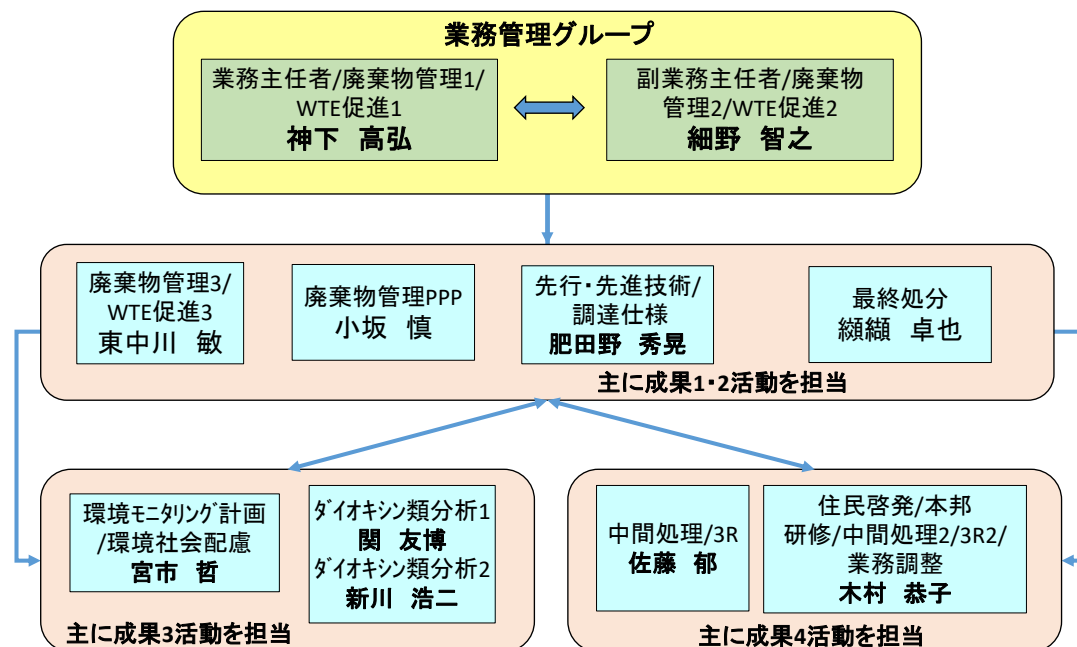 業務管理グループ
業務主任者/廃棄物管理1/
WTE促進1
神下 高弘
副業務主任者/廃棄物
管理2/WTE促進2
細野 智之
廃棄物管理3/
WTE促進3
東中川 敏
廃棄物管理PPP
小坂 慎
先行・先進技術/
調達仕様
肥田野 秀晃
最終処分
纐纈 卓也
主に成果1・2活動を担当
環境ﾓﾆﾀﾘﾝｸﾞ計画
/環境社会配慮
宮市 哲
ﾀﾞｲｵｷｼﾝ類分析1
関 友博
ﾀﾞｲｵｷｼﾝ類分析2
新川 浩二
主に成果3活動を担当
中間処理/3R
佐藤 郁
住民啓発/本邦
研修/中間処理2/3R2/
業務調整
木村 恭子
主に成果4活動を担当